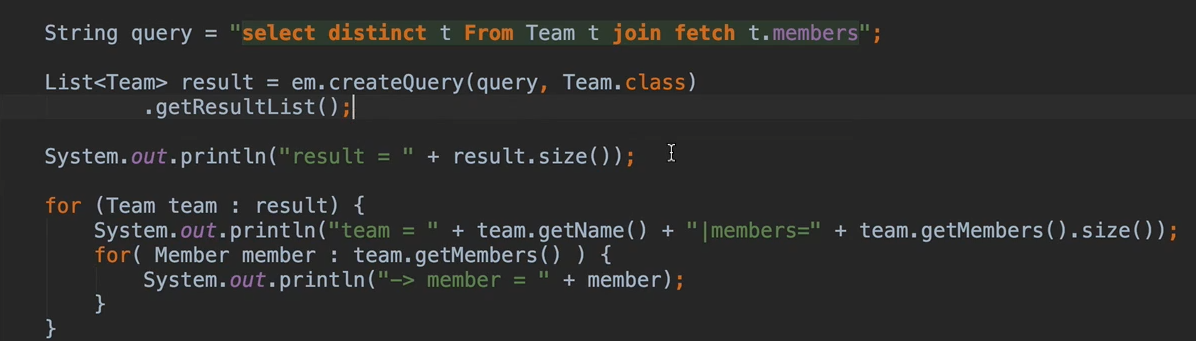 String query = "select distinct t From Team t join fetch t.members";
List<Team> result = em.createQuery(query, Team.class)
.getResultList();
System.out.println("result = " + result.size());
for (Team team : result) {
System.out.println("team = " + team.getName() + "|members=" + team.getMembers().size());
for( Member member : team.getMembers() ) {
System.out.println("-> member = " + member);
}
}